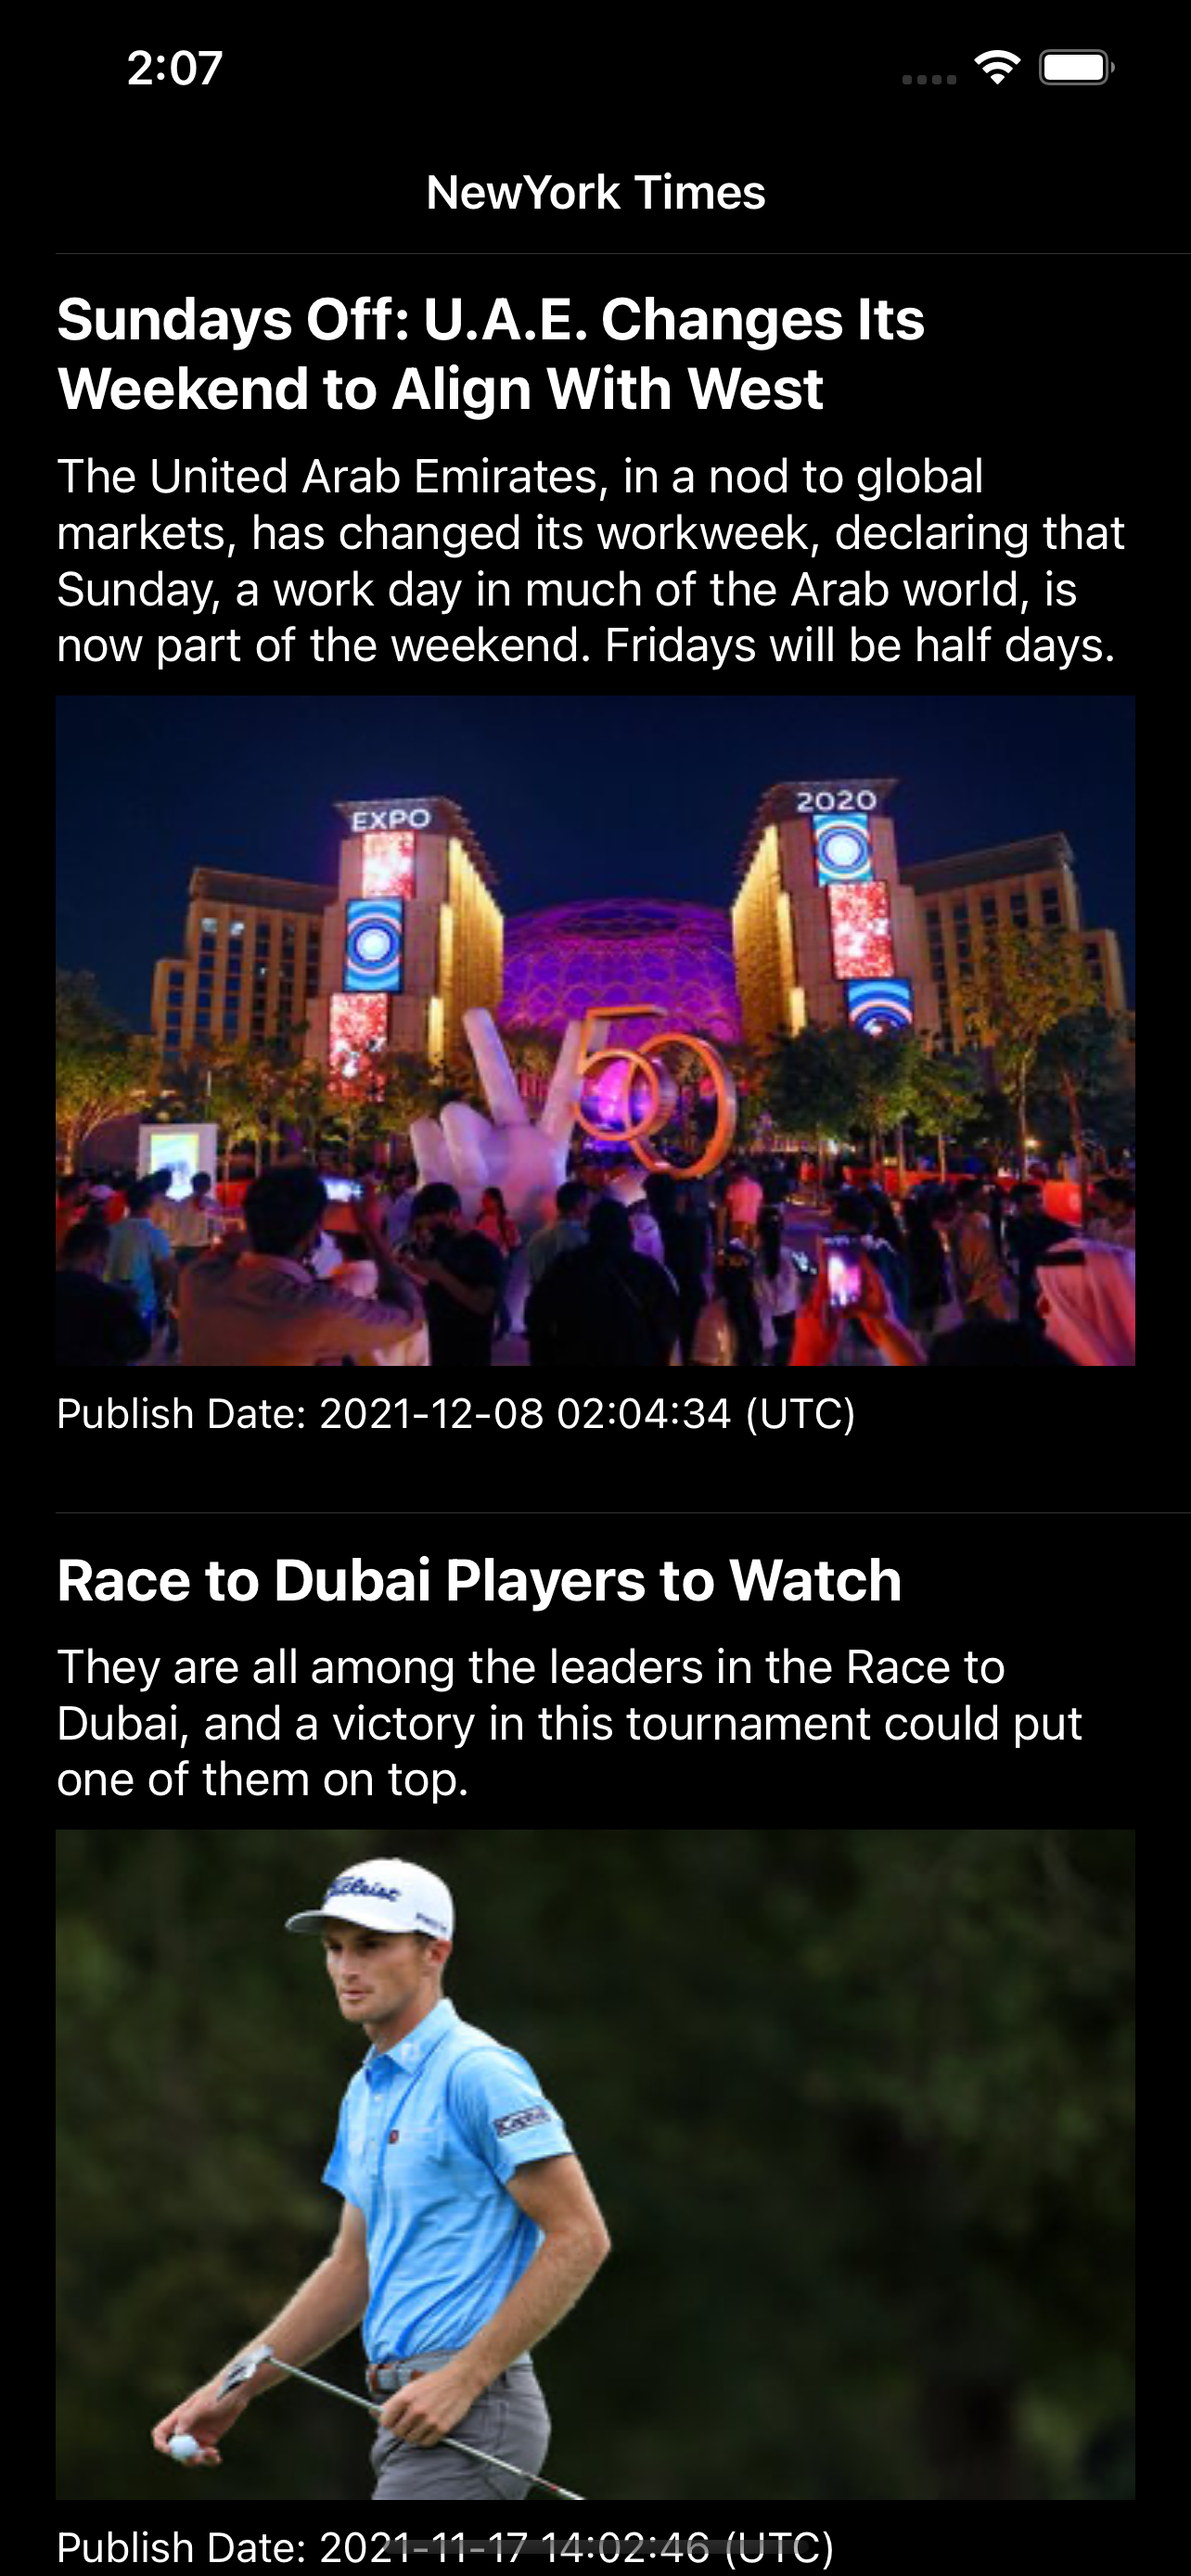 2:07
NewYork Times
Sundays Off: U.A.E. Changes Its
Weekend to Align With West
The United Arab Emirates, in a nod to global
markets, has changed its workweek, declaring that
Sunday, a work day in much of the Arab world, is
now part of the weekend. Fridays will be half days.
EXPO
2020
50
Publish Date: 2021-12-08 02:04:34 (UTC)
Race to Dubai Players to Watch
They are all among the leaders in the Race to
Dubai, and a victory in this tournament could put
one of them on top.
Titleist
Publish Date: 2021-11-17 14:02:46 (UTC)